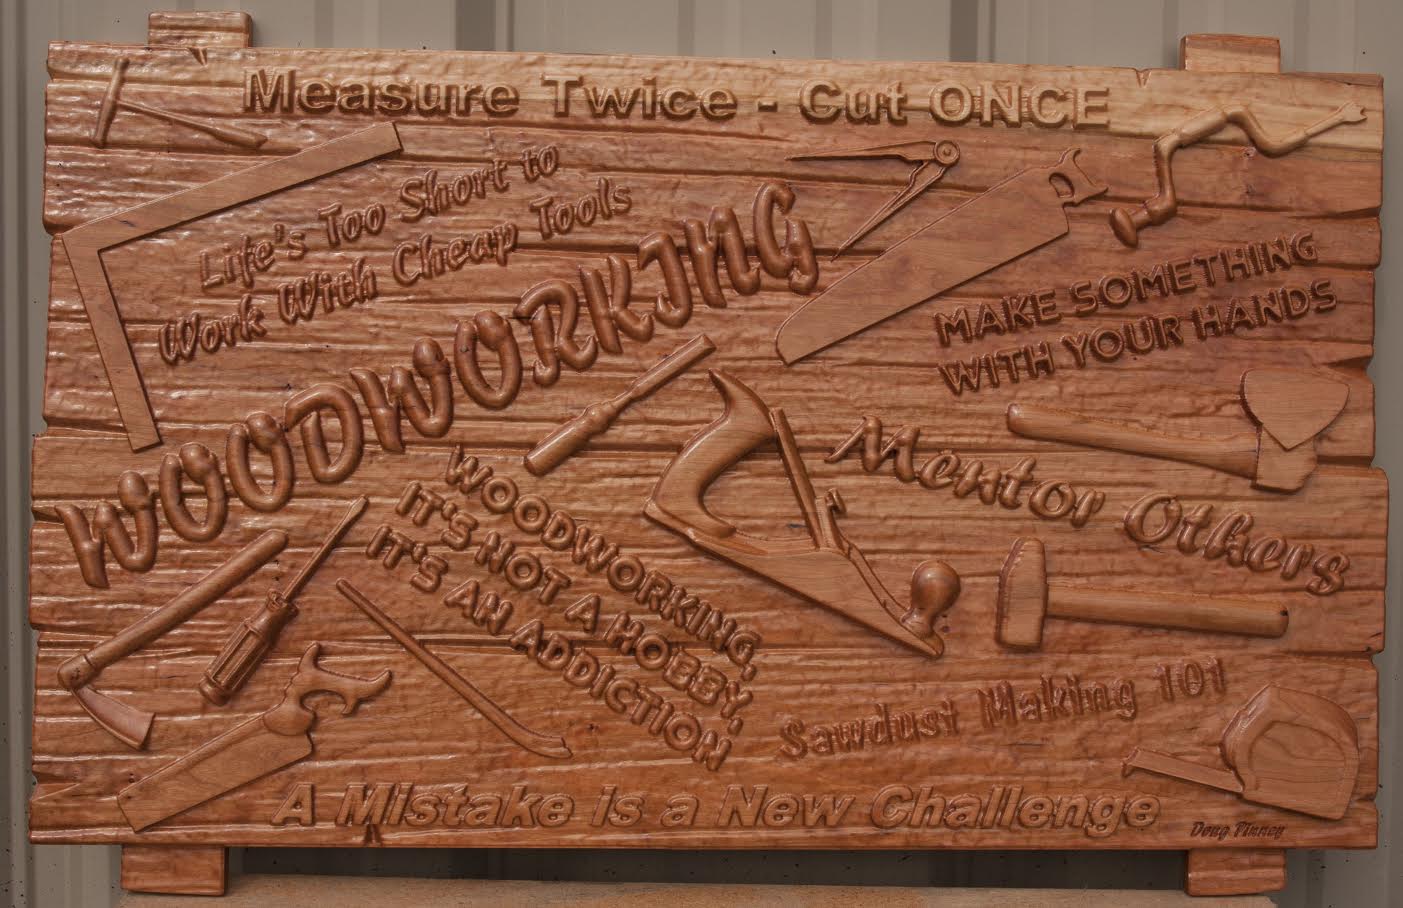 Measure Twice - Cut ONCE
Life's Too Short to
Work With Cheap Tools
WOODWORKING
MAKE SOMETHING
WITH YOUR HANDS
Mentor Others
WOODWORKING,
IT'S NOT A HOBBY,
IT'S AN ADDICTION
Sawdust Making 101
A Mistake is a New Challenge
Doug Pinney